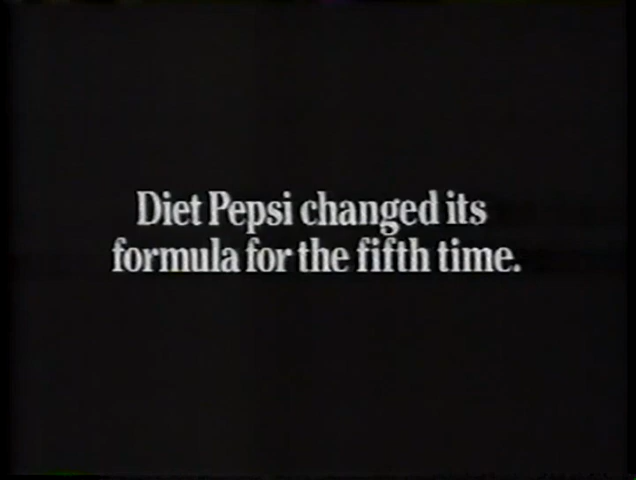 Diet Pepsi changed its
formula for the fifth time.